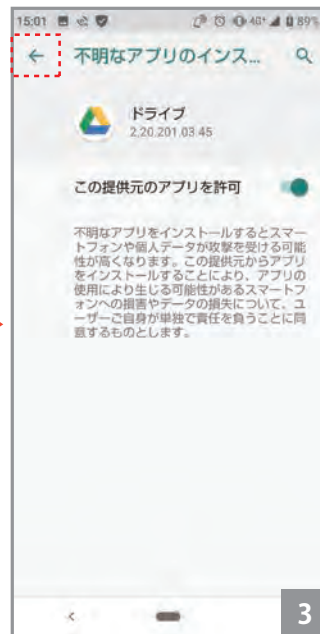 15:01 4G+ 89%
← 不明なアプリのインス...
ドライブ
2.20.201.03.45
この提供元のアプリを許可
不明なアプリをインストールするとスマー
トフォンや個人データが攻撃を受ける可能
性が高くなります。この提供元からアプリ
をインストールすることにより、アプリの
使用により生じる可能性があるスマートフ
ォンへの損害やデータの損失について、ユ
ーザーご自身が単独で責任を負うことに同
意するものとします。
3